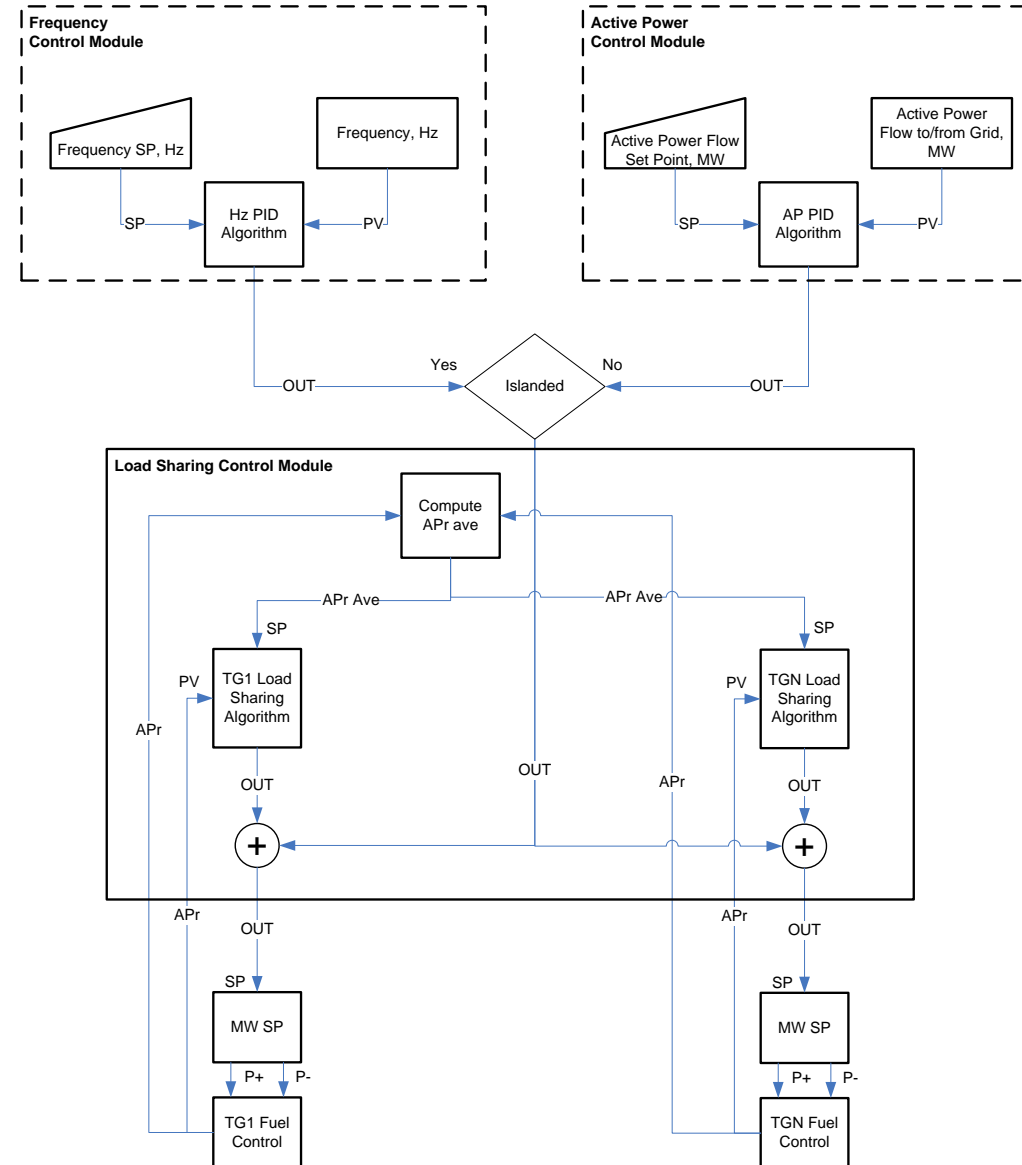 Frequency
Control Module
Frequency SP, Hz
Frequency, Hz
SP
Hz PID
Algorithm
PV
Active Power
Control Module
Active Power Flow
Set Point, MW
Active Power
Flow to/from Grid,
MW
SP
AP PID
Algorithm
PV
OUT
Yes
Islanded
No
OUT
Load Sharing Control Module
Compute
APr ave
APr Ave
APr Ave
SP
SP
PV
TG1 Load
Sharing
Algorithm
PV
TGN Load
Sharing
Algorithm
APr
OUT
OUT
APr
OUT
+
+
APr
OUT
APr
OUT
SP
MW SP
P+
P-
TG1 Fuel
Control
SP
MW SP
P+
P-
TGN Fuel
Control